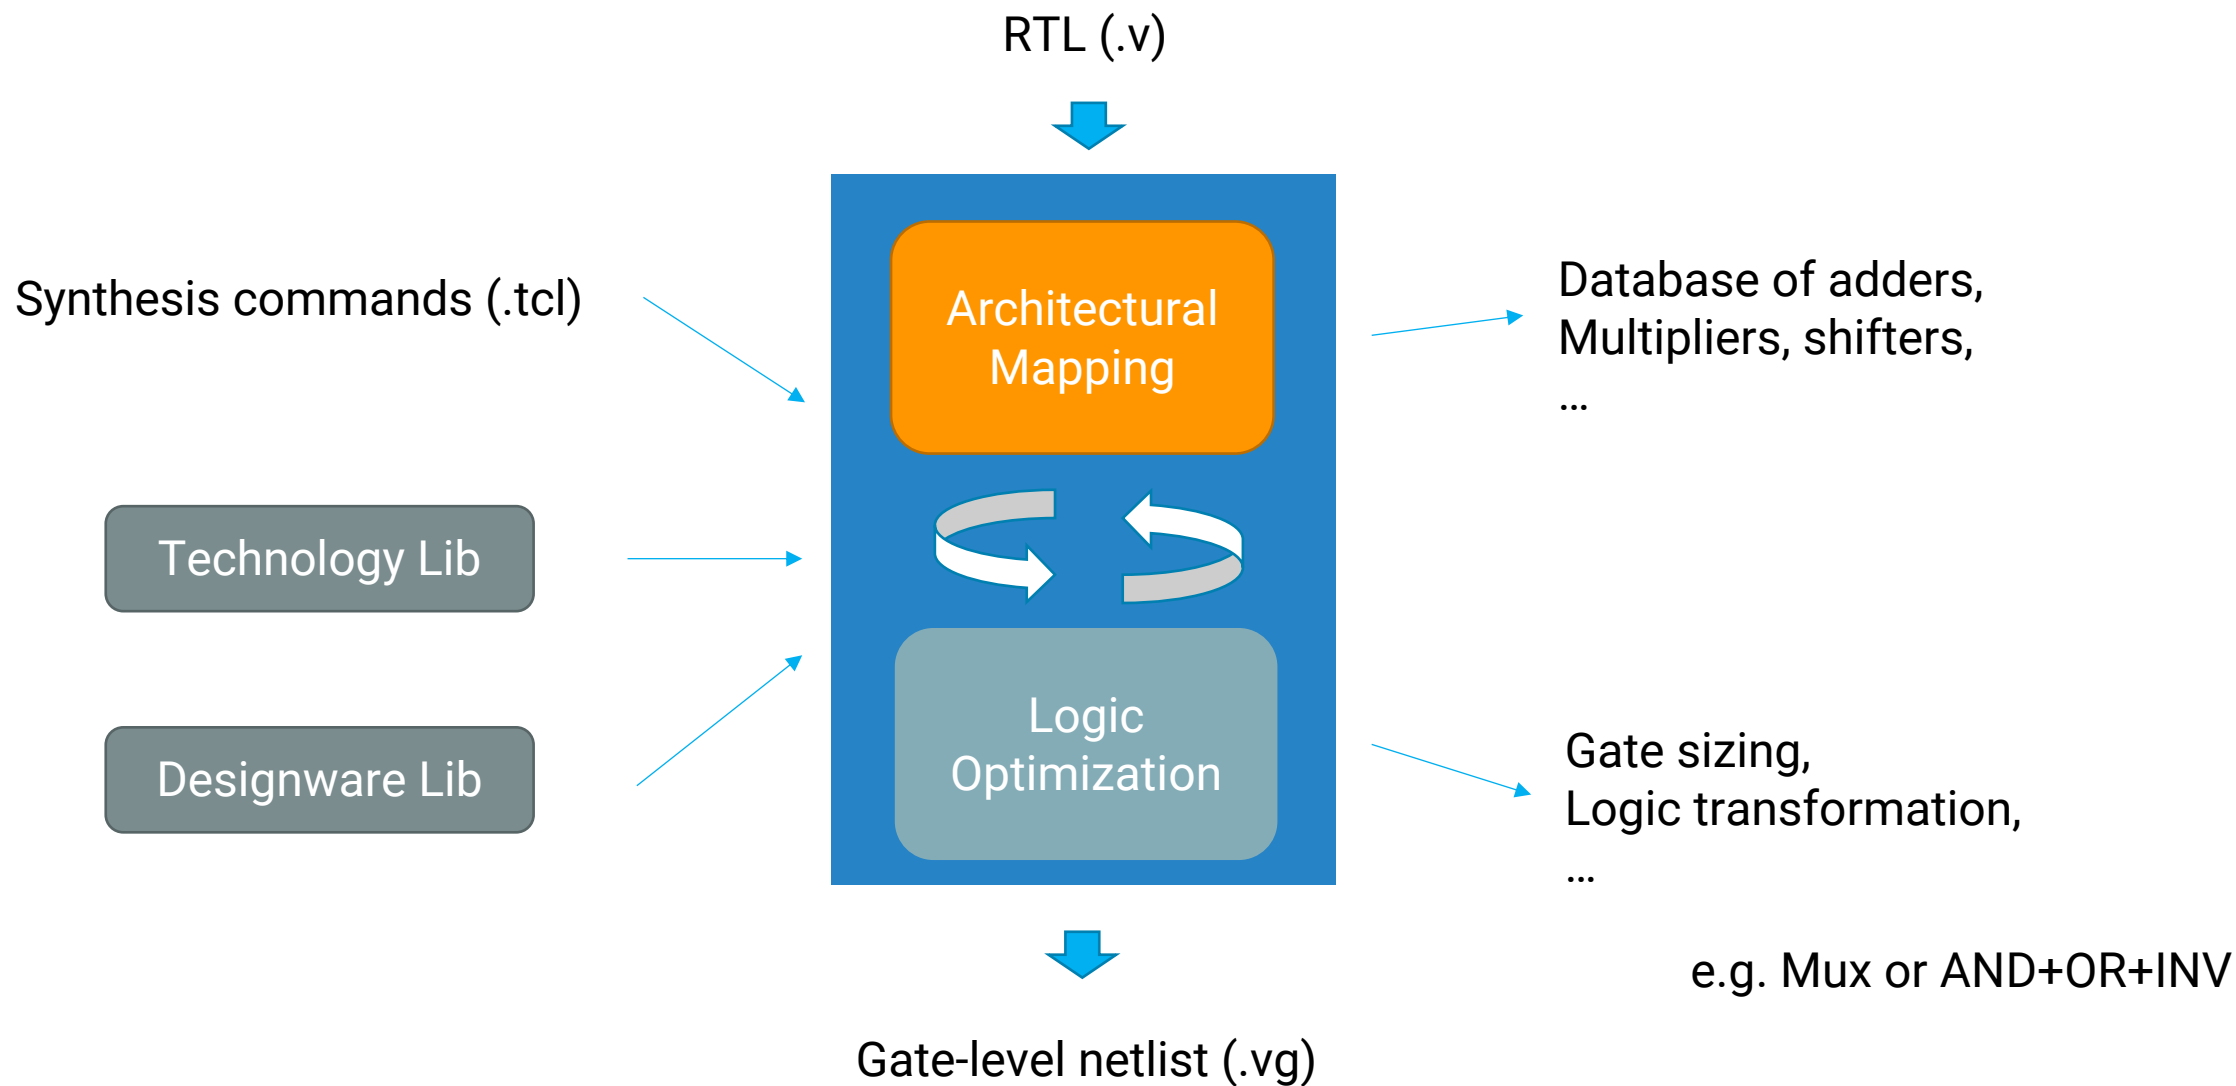 RTL (.v)
Synthesis commands (.tcl)
Architectural
Mapping
Database of adders,
Multipliers, shifters,
…
Technology Lib
Designware Lib
Logic
Optimization
Gate sizing,
Logic transformation,
…
e.g. Mux or AND+OR+INV
Gate-level netlist (.vg)